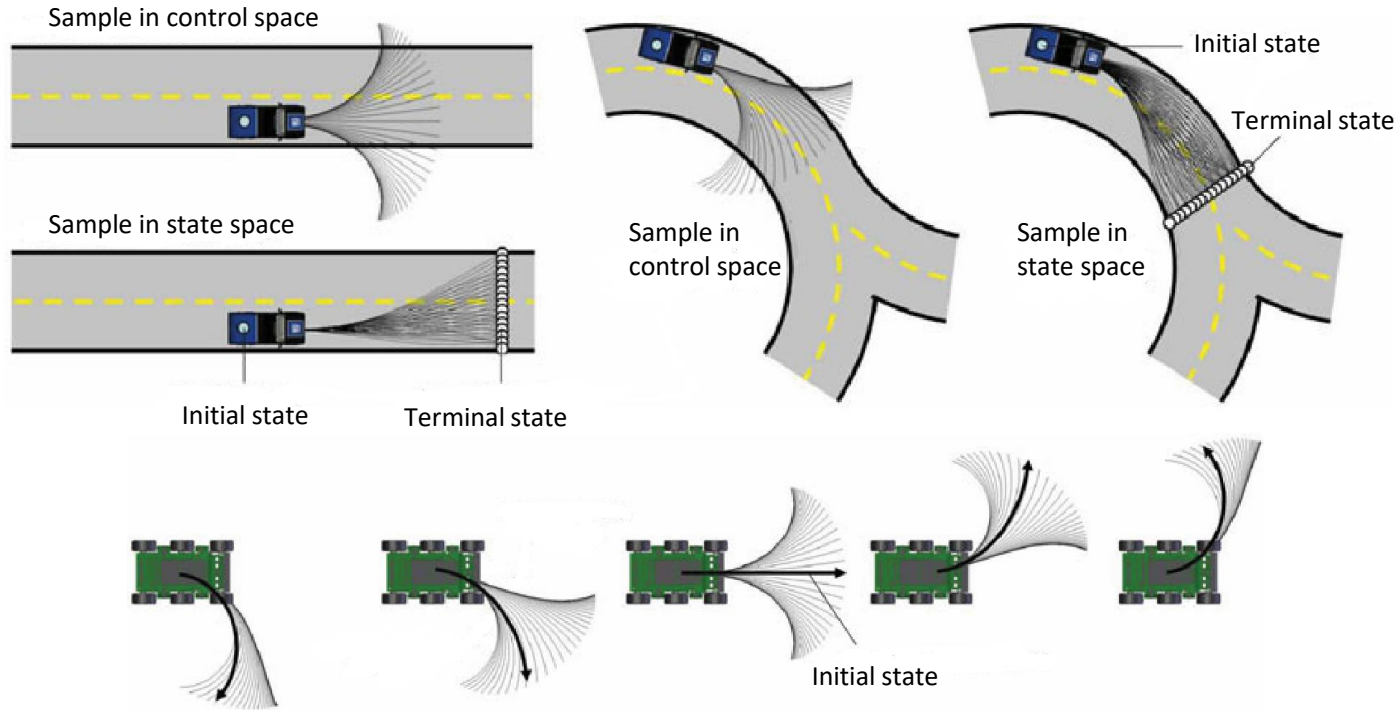 Sample in control space
Initial state
Terminal state
Sample in state space
Sample in
control space
Sample in
state space
Initial state
Terminal state
Initial state